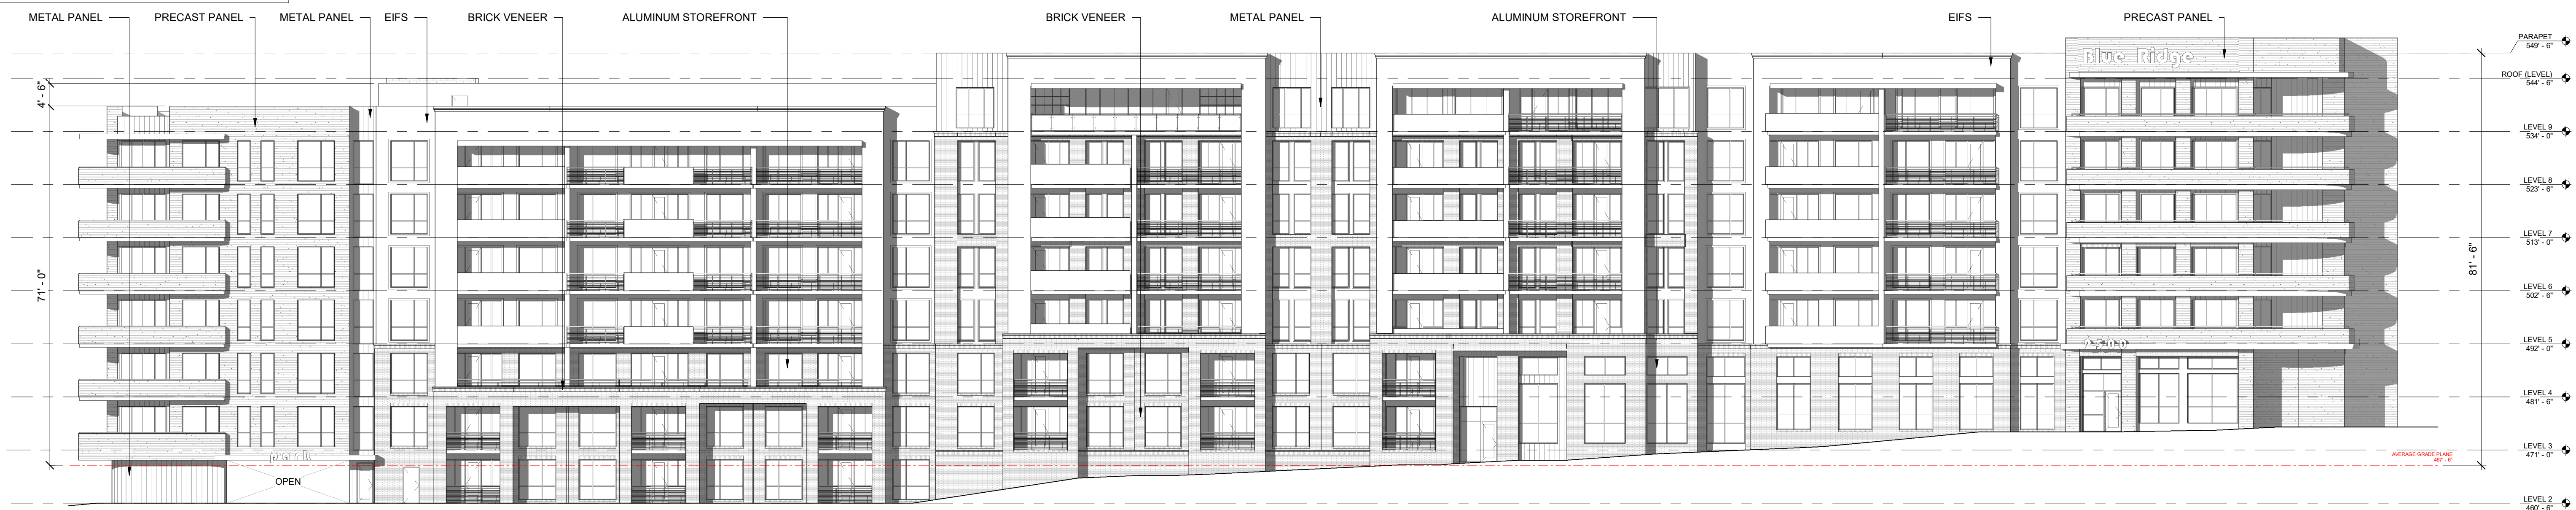 METAL PANEL
PRECAST PANEL
METAL PANEL
EIFS
BRICK VENEER
ALUMINUM STOREFRONT
BRICK VENEER
METAL PANEL
ALUMINUM STOREFRONT
EIFS
PRECAST PANEL
PARAPET
549' - 6"
Blue Ridge
ROOF (LEVEL)
544' - 6"
4' - 6"
LEVEL 9
534' - 0"
LEVEL 8
523' - 6"
LEVEL 7
513' - 0"
71' - 0"
81' - 6"
LEVEL 6
502' - 6"
LEVEL 5
492' - 0"
2500
LEVEL 4
481' - 6"
LEVEL 3
471' - 0"
park
AVERAGE GRADE PLANE
467' - 6"
OPEN
LEVEL 2
460' - 6"